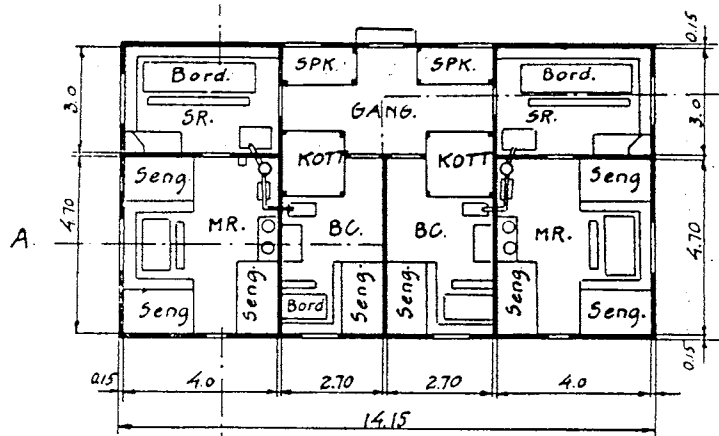 0.15
SPK. SPK.
Bord. Bord.
3.0 SR. GANG. SR. 3.0
KOTT KOTT
Seng Seng
4.70 MR. BC. BC. MR. 4.70
A.
Seng Seng. Bord Seng Seng. Seng.
0.15
0.15 4.0 2.70 2.70 4.0
14.15